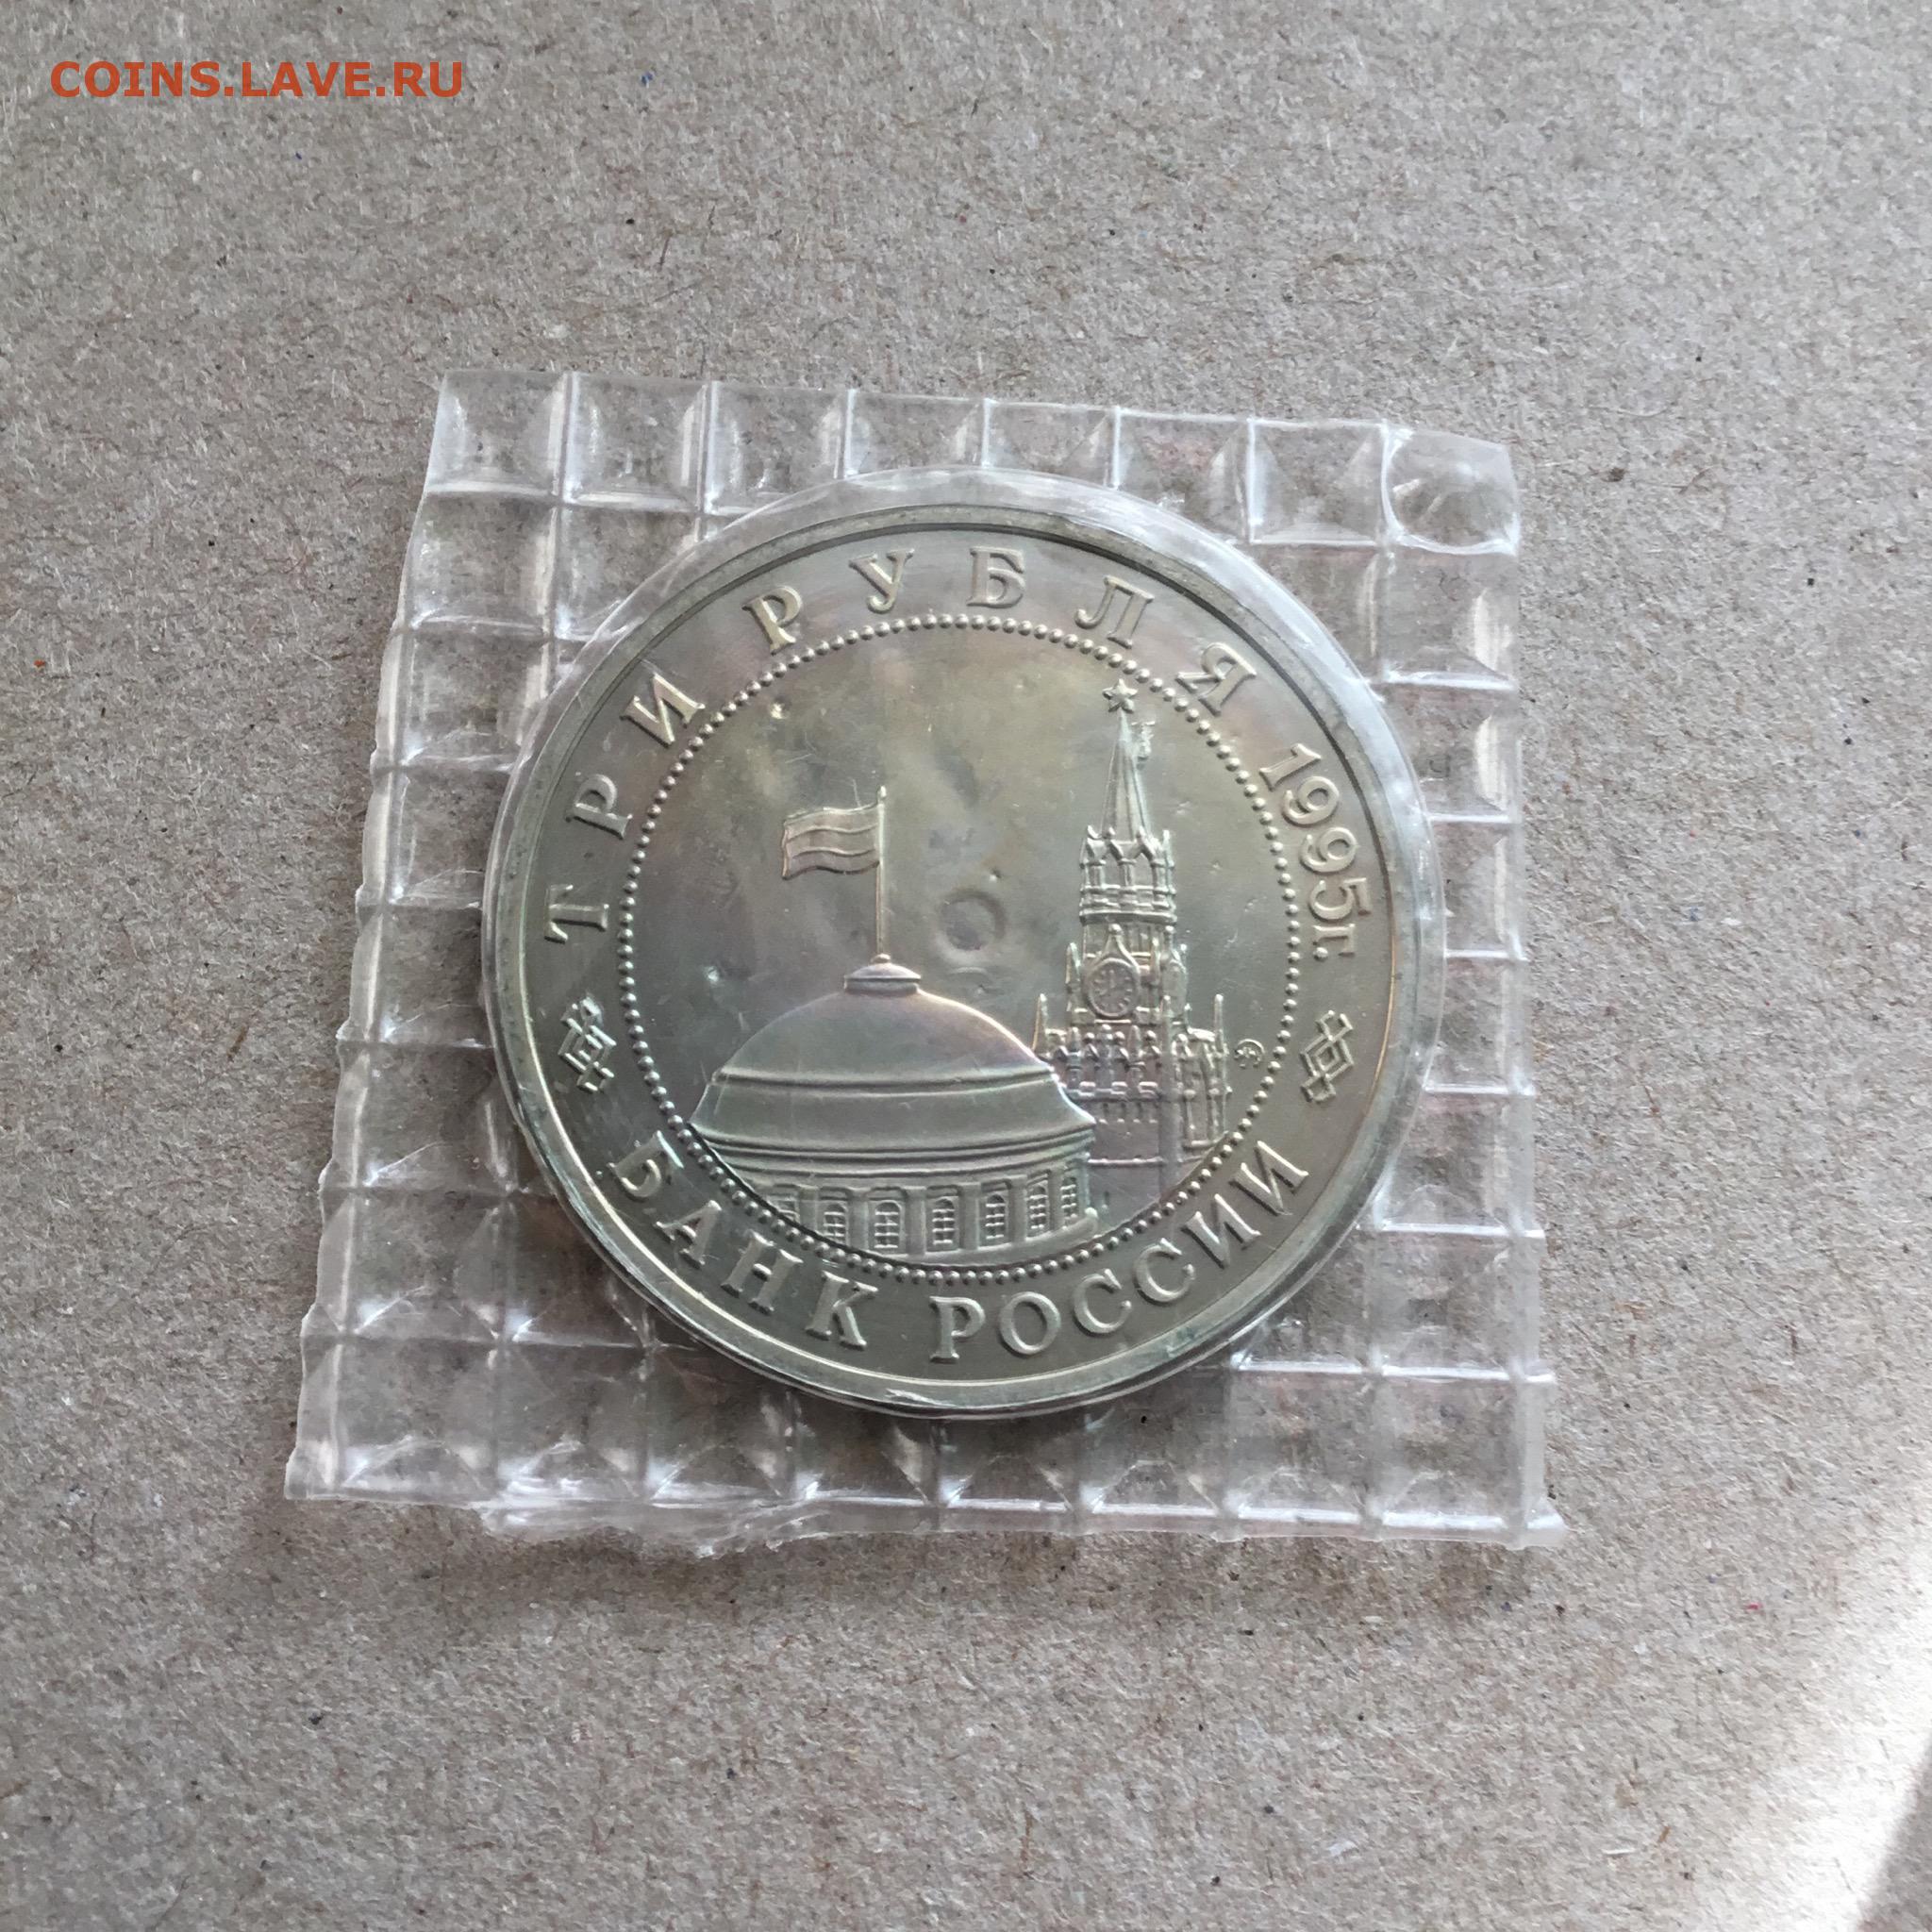 COINS.LAVE.RU
ТРИ РУБЛЯ 1995г.
БАНК РОССИИ